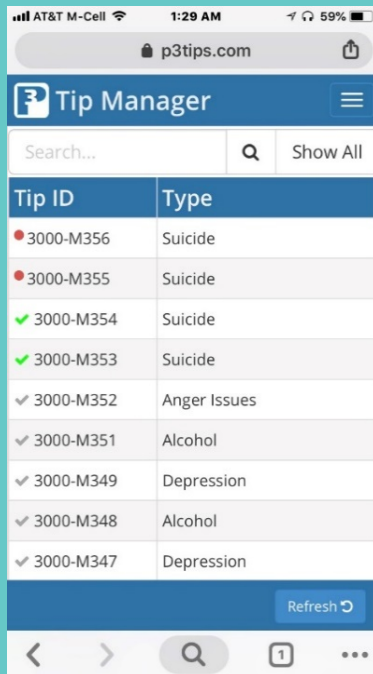 AT&T M-Cell 1:29 AM 59%
p3tips.com
P3 Tip Manager
Search... Show All
Tip ID Type
3000-M356 Suicide
3000-M355 Suicide
3000-M354 Suicide
3000-M353 Suicide
3000-M352 Anger Issues
3000-M351 Alcohol
3000-M349 Depression
3000-M348 Alcohol
3000-M347 Depression
Refresh
1